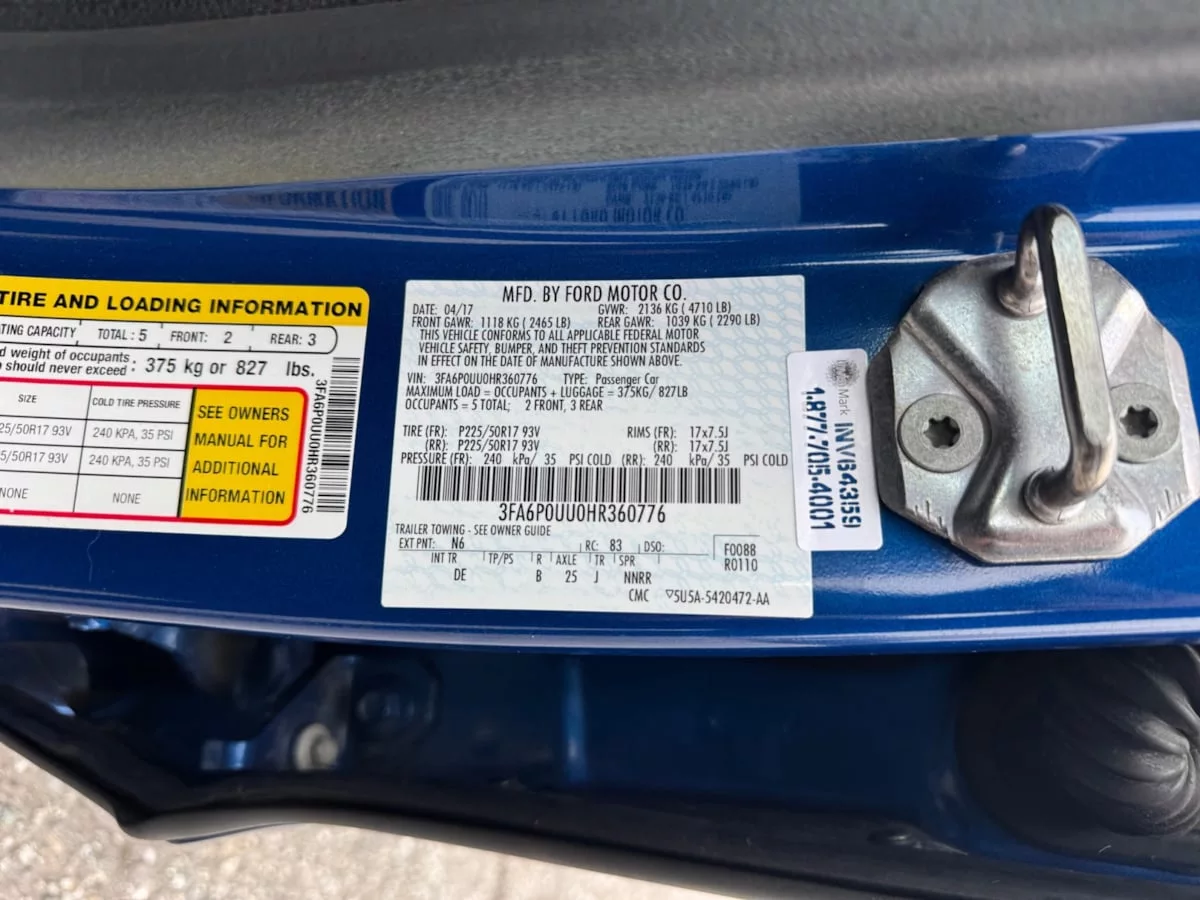 TIRE AND LOADING INFORMATION
TING CAPACITY TOTAL : 5 FRONT: 2 REAR: 3
d weight of occupants : 375 kg or 827 lbs.
should never exceed
SIZE COLD TIRE PRESSURE
25/50R17 93V 240 KPA, 35 PSI
5/50R17 93V 240 KPA, 35 PSI
NONE NONE
SEE OWNERS
MANUAL FOR
ADDITIONAL
INFORMATION
3FA6P0UU0HR360776
MFD. BY FORD MOTOR CO.
DATE: 04/17 GVWR: 2136 KG ( 4710 LB)
FRONT GAWR: 1118 KG ( 2465 LB) REAR GAWR: 1039 KG ( 2290 LB)
THIS VEHICLE CONFORMS TO ALL APPLICABLE FEDERAL MOTOR
VEHICLE SAFETY, BUMPER, AND THEFT PREVENTION STANDARDS
IN EFFECT ON THE DATE OF MANUFACTURE SHOWN ABOVE.
VIN: 3FA6P0UU0HR360776 TYPE: Passenger Car
MAXIMUM LOAD = OCCUPANTS + LUGGAGE = 375KG/ 827LB
OCCUPANTS = 5 TOTAL; 2 FRONT, 3 REAR
TIRE (FR): P225/50R17 93V RIMS (FR): 17x7.5J
(RR): P225/50R17 93V (RR): 17x7.5J
PRESSURE (FR): 240 kPa/ 35 PSI COLD (RR): 240 kPa/ 35 PSI COLD
3FA6P0UU0HR360776
TRAILER TOWING - SEE OWNER GUIDE
EXT PNT: N6 RC: 83 DSO: F0088
INT TR TP/PS R AXLE TR SPR R0110
DE B 25 J NNRR
CMC 5U5A-5420472-AA
Mark
1.877.705.4001